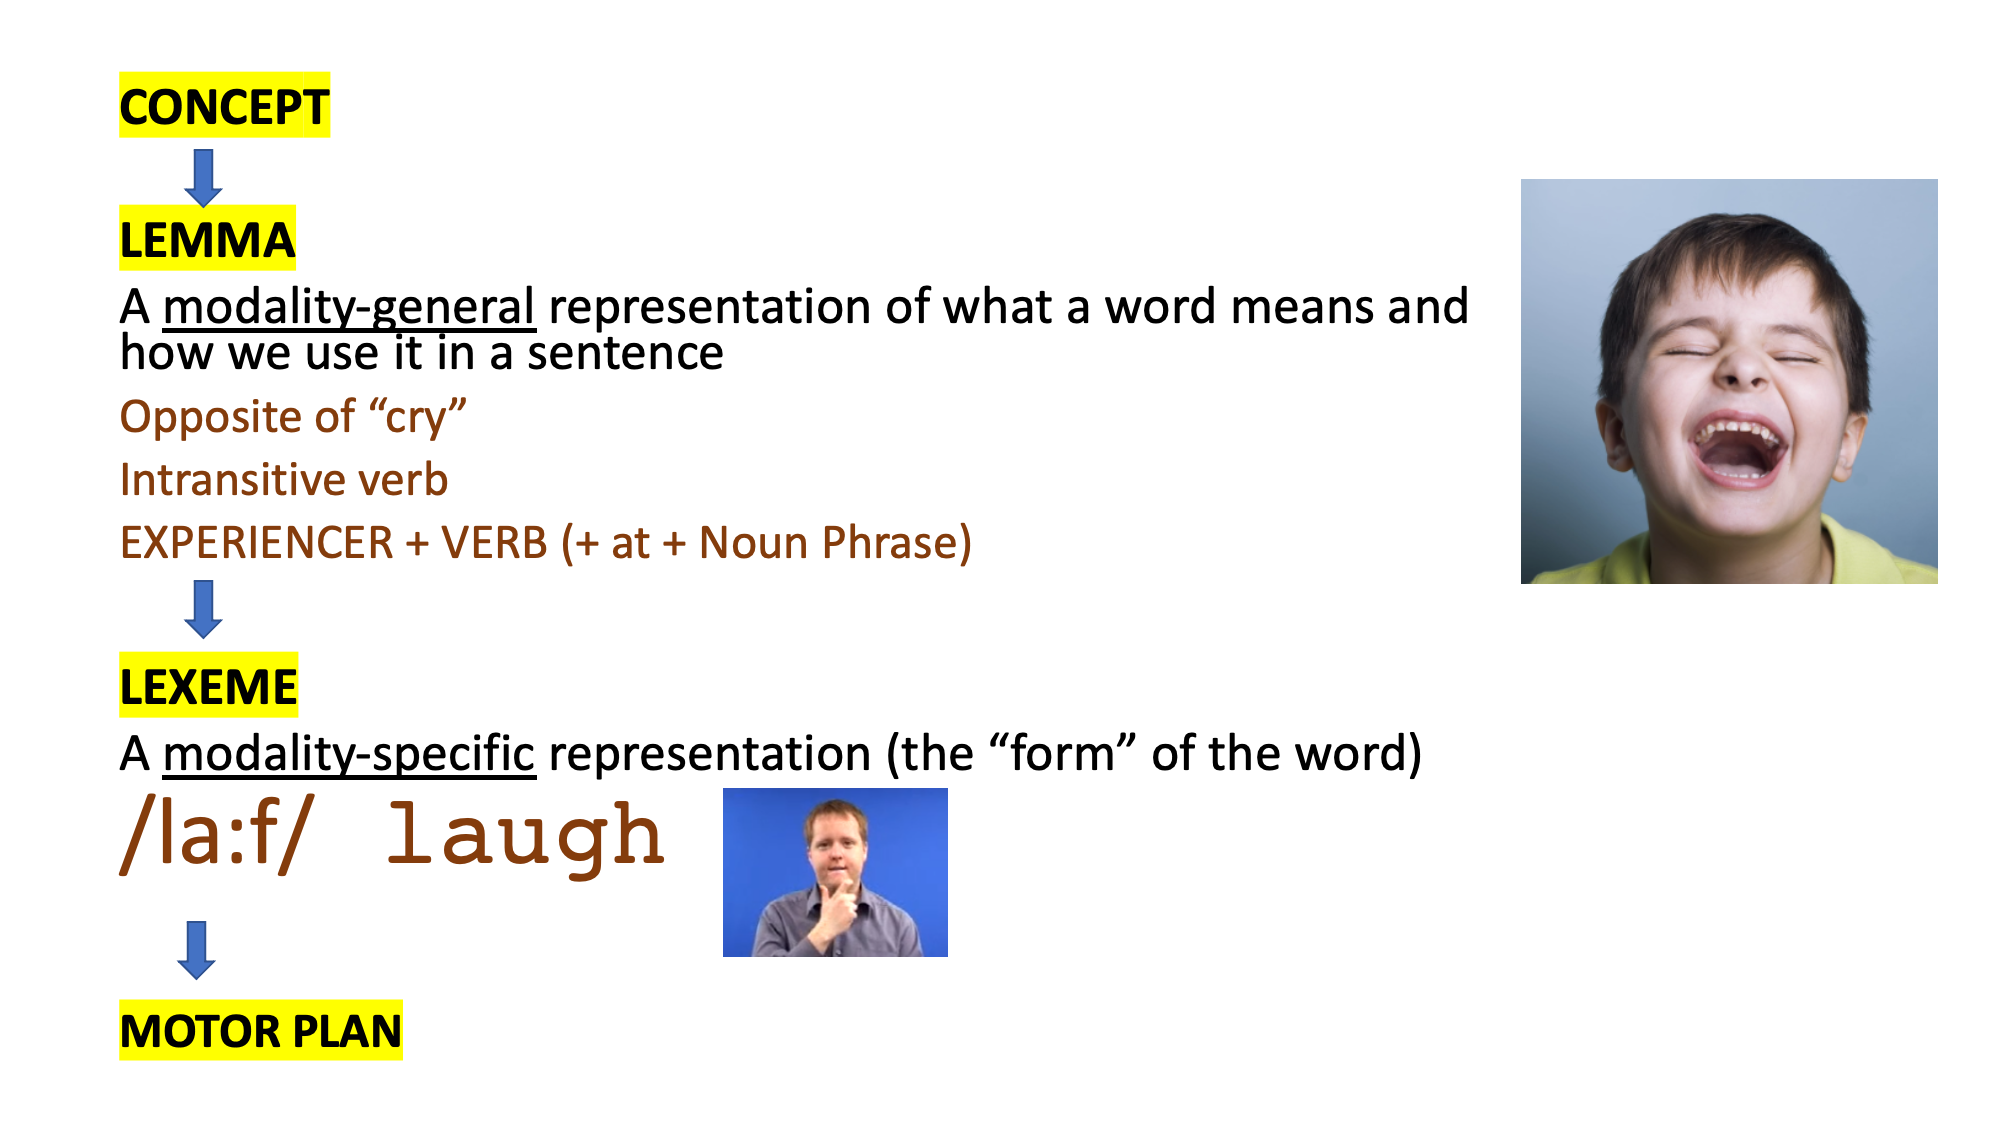 CONCEPT
LEMMA
A modality-general representation of what a word means and
how we use it in a sentence
Opposite of “cry”
Intransitive verb
EXPERIENCER + VERB (+ at + Noun Phrase)
LEXEME
A modality-specific representation (the “form” of the word)
/la:f/ laugh
MOTOR PLAN